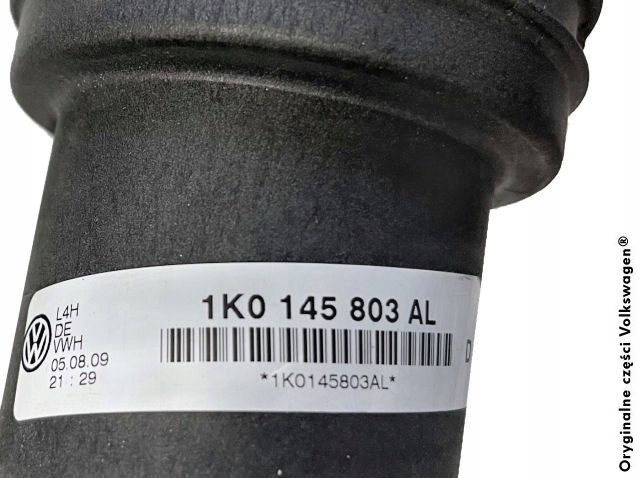 L4H
DE
VWH
05.08.09
21 : 29
1K0 145 803 AL
*1K0145803AL*
D
Oryginalne części Volkswagen®